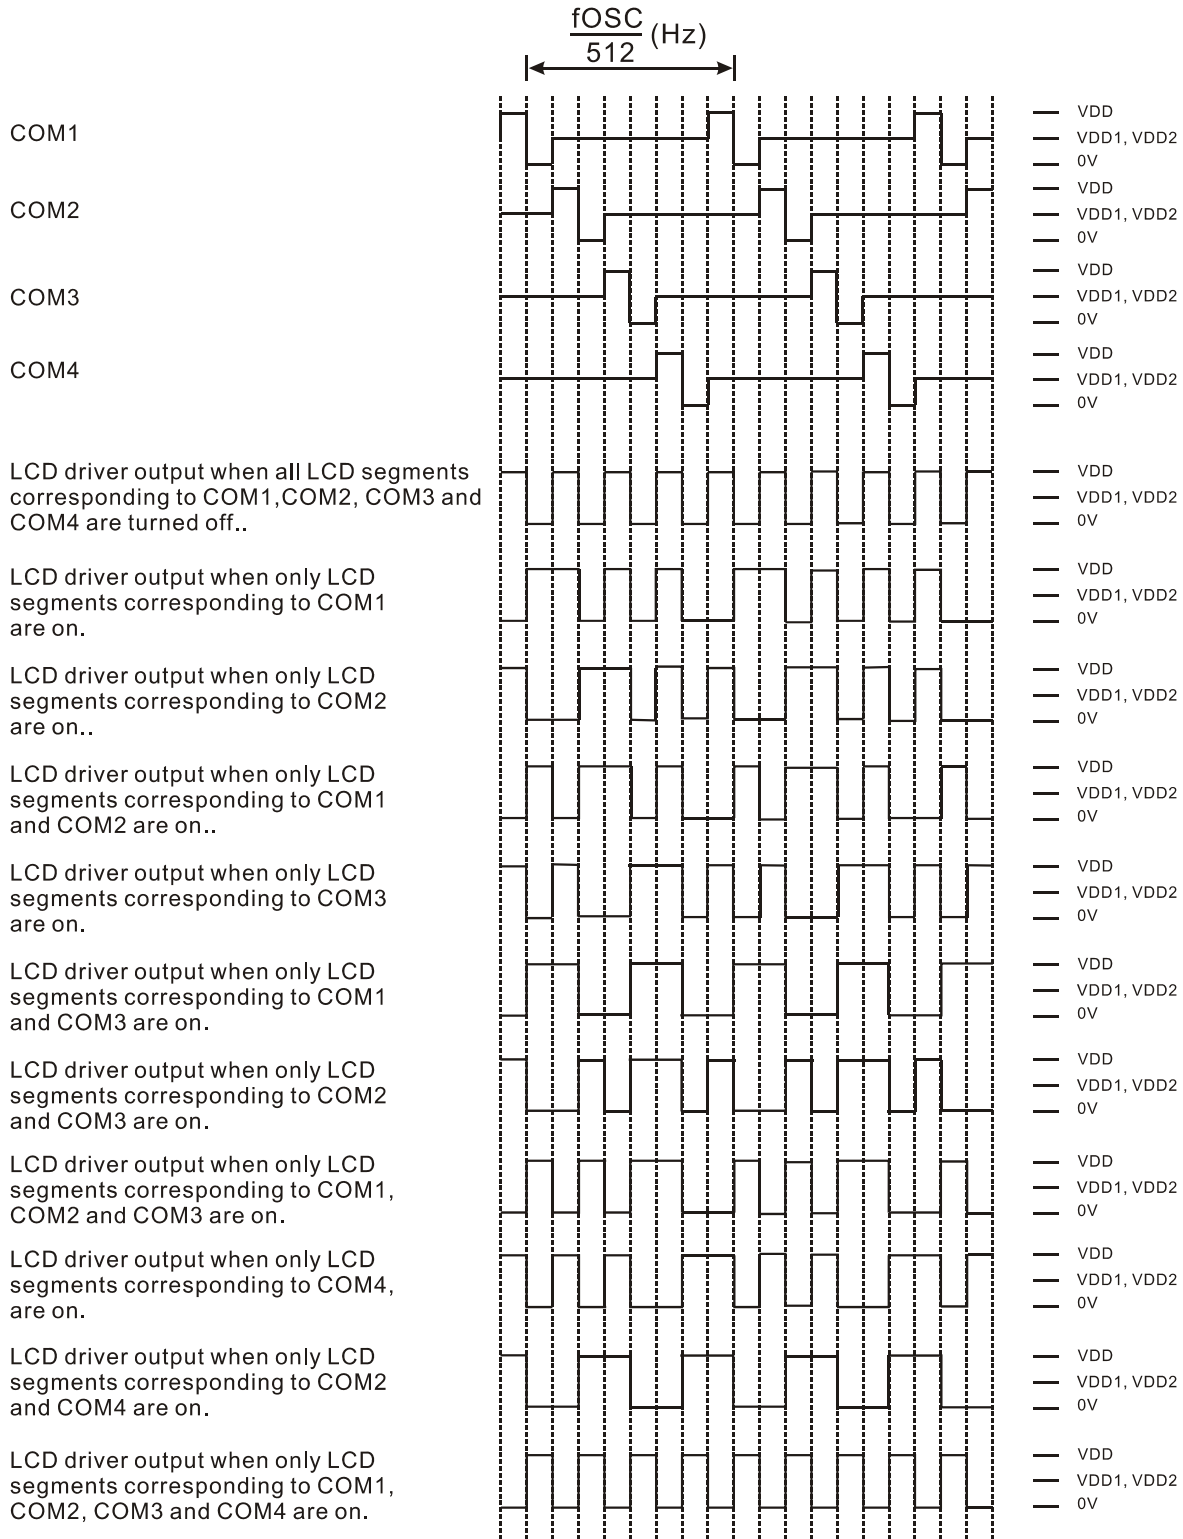 fOSC
512
(Hz)
COM1
VDD
VDD1, VDD2
0V
COM2
VDD
VDD1, VDD2
0V
COM3
VDD
VDD1, VDD2
0V
COM4
VDD
VDD1, VDD2
0V
LCD driver output when all LCD segments
corresponding to COM1,COM2, COM3 and
COM4 are turned off..
VDD
VDD1, VDD2
0V
LCD driver output when only LCD
segments corresponding to COM1
are on.
VDD
VDD1, VDD2
0V
LCD driver output when only LCD
segments corresponding to COM2
are on..
VDD
VDD1, VDD2
0V
LCD driver output when only LCD
segments corresponding to COM1
and COM2 are on..
VDD
VDD1, VDD2
0V
LCD driver output when only LCD
segments corresponding to COM3
are on.
VDD
VDD1, VDD2
0V
LCD driver output when only LCD
segments corresponding to COM1
and COM3 are on.
VDD
VDD1, VDD2
0V
LCD driver output when only LCD
segments corresponding to COM2
and COM3 are on.
VDD
VDD1, VDD2
0V
LCD driver output when only LCD
segments corresponding to COM1,
COM2 and COM3 are on.
VDD
VDD1, VDD2
0V
LCD driver output when only LCD
segments corresponding to COM4,
are on.
VDD
VDD1, VDD2
0V
LCD driver output when only LCD
segments corresponding to COM2
and COM4 are on.
VDD
VDD1, VDD2
0V
LCD driver output when only LCD
segments corresponding to COM1,
COM2, COM3 and COM4 are on.
VDD
VDD1, VDD2
0V